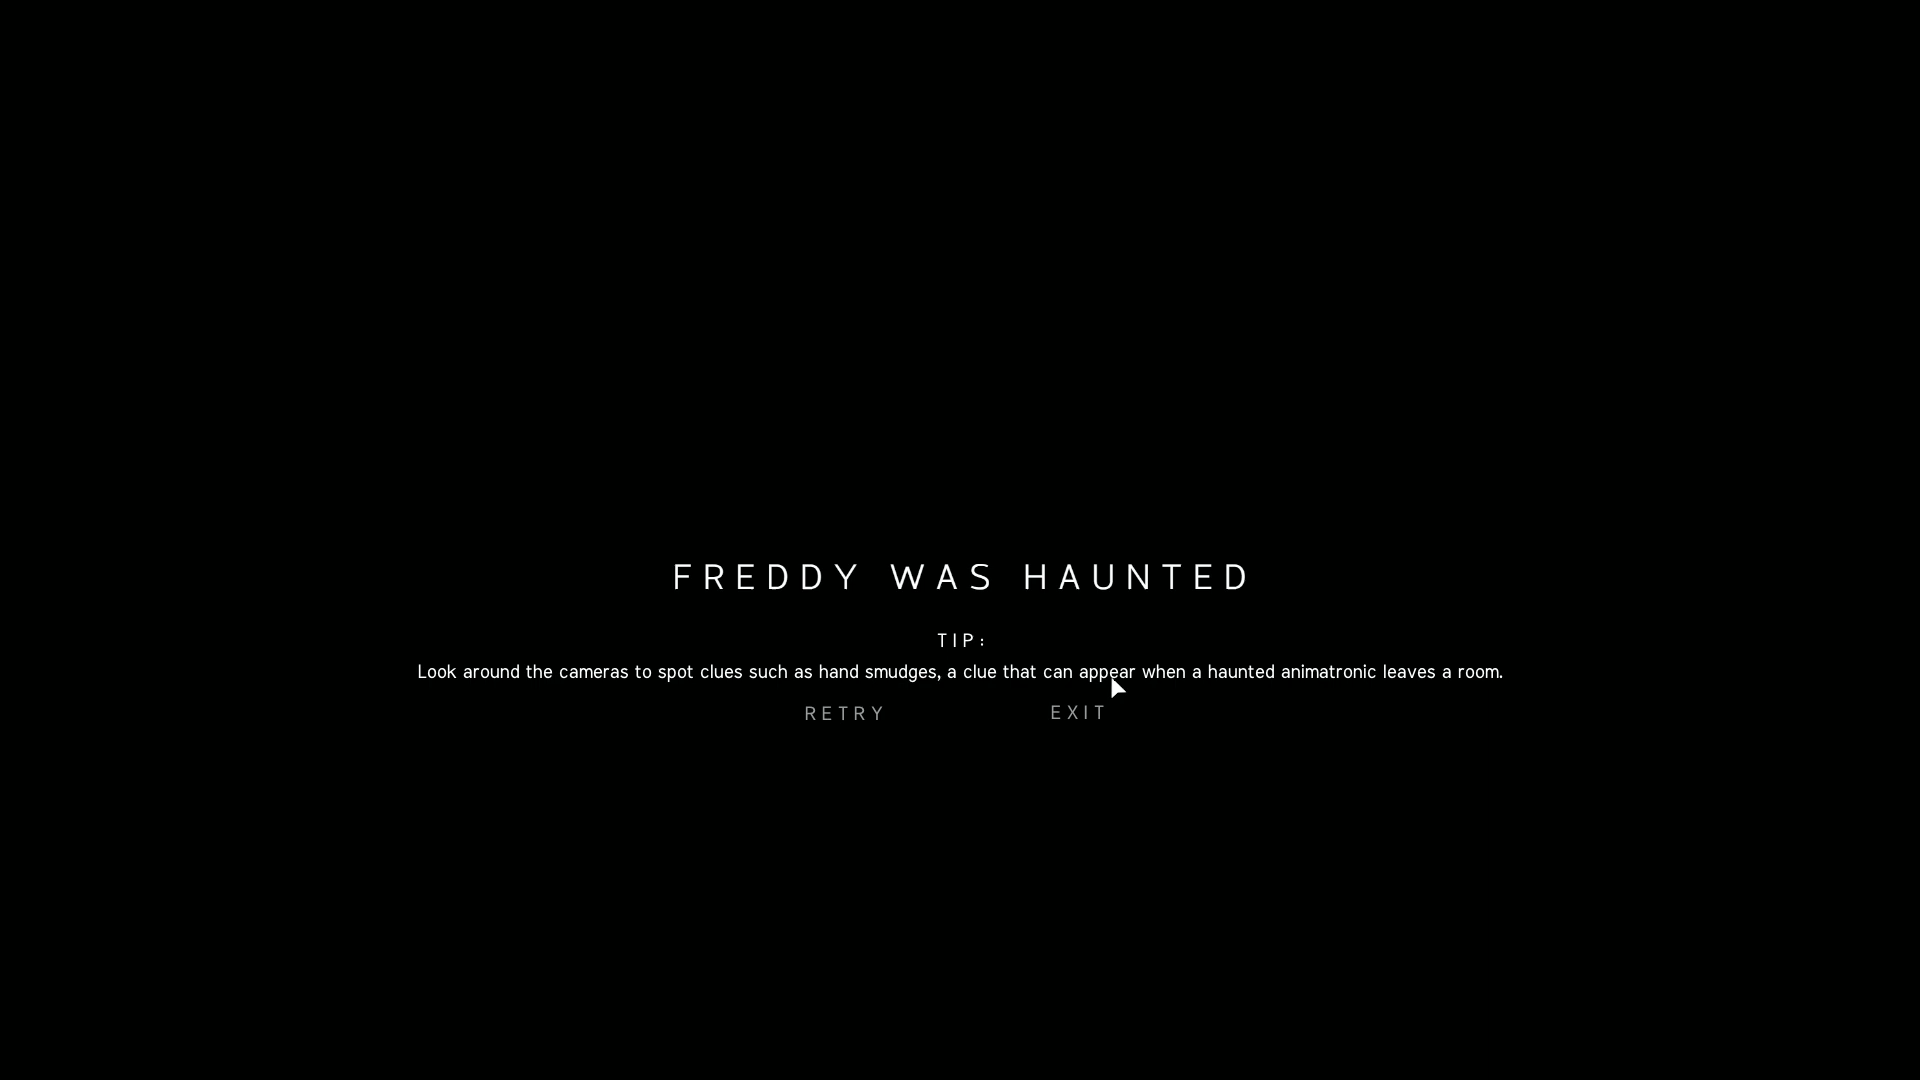 FREDDY WAS HAUNTED
TIP:
Look around the cameras to spot clues such as hand smudges, a clue that can appear when a haunted animatronic leaves a room.
RETRY EXIT